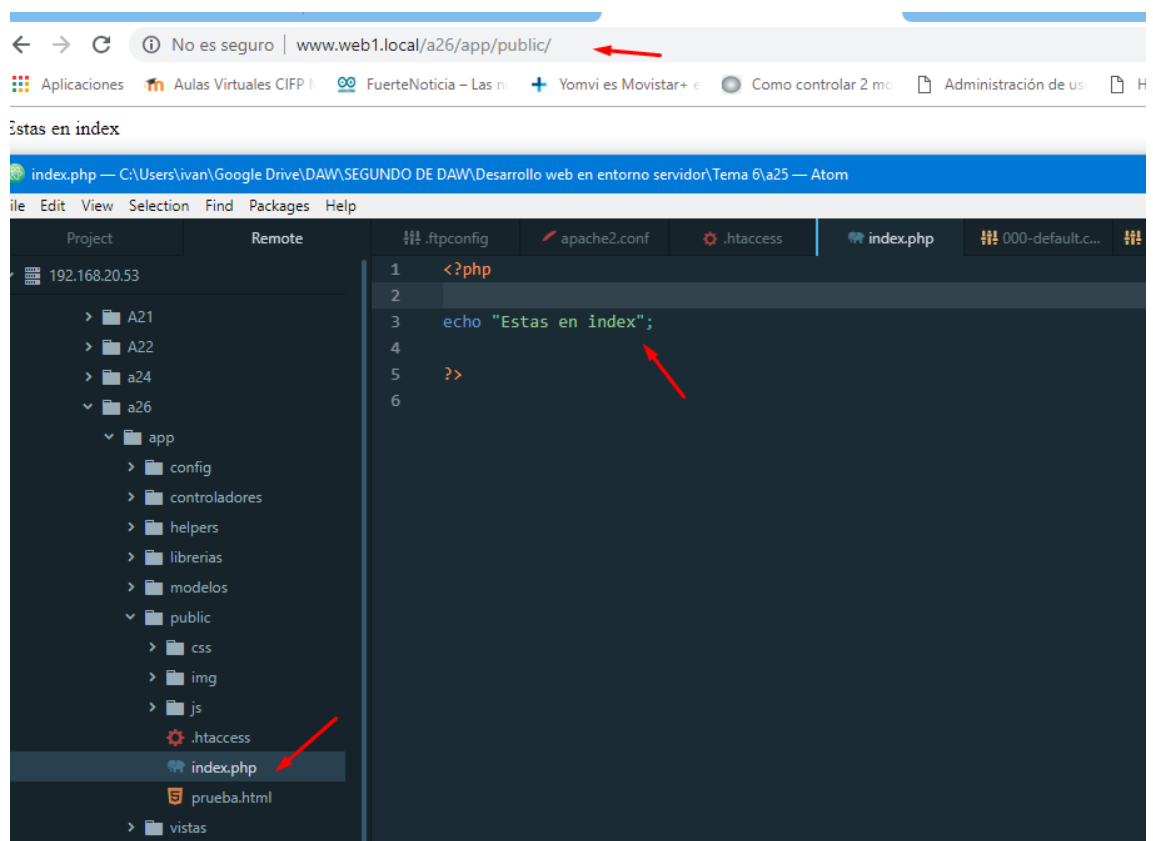 No es seguro | www.web1.local/a26/app/public/
Aplicaciones Aulas Virtuales CIFP FuerteNoticia – Las n Yomvi es Movistar+ e Como controlar 2 mo Administración de us H
Estas en index
index.php — C:\Users\ivan\Google Drive\DAW\SEGUNDO DE DAW\Desarrollo web en entorno servidor\Tema 6\a25 — Atom
ile Edit View Selection Find Packages Help
Project Remote .ftpconfig apache2.conf .htaccess index.php 000-default.c...
192.168.20.53
A21
A22
a24
a26
app
config
controladores
helpers
librerias
modelos
public
css
img
js
.htaccess
index.php
prueba.html
vistas
1 <?php
2
3 echo "Estas en index";
4
5 ?>
6